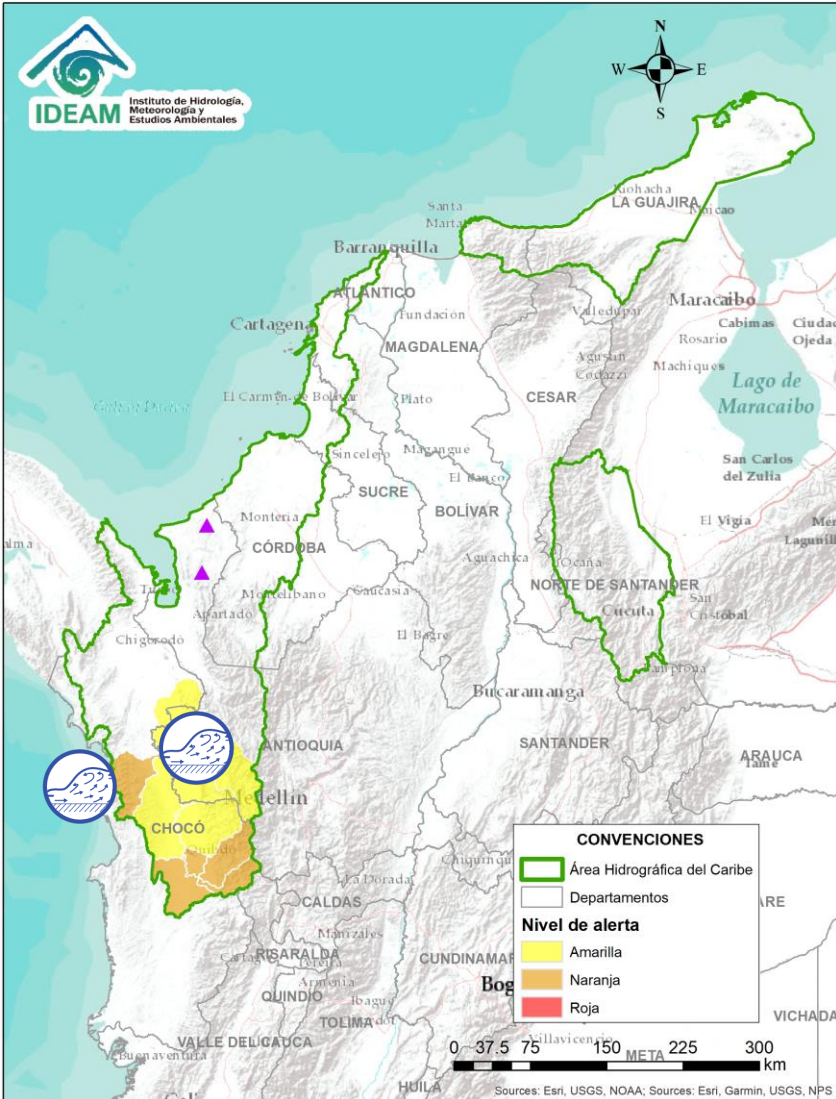 IDEAM
Instituto de Hidrología,
Meteorología y
Estudios Ambientales
N
W
E
S
Riohacha
LA GUAJIRA
Maicao
Santa
Marta
Barranquilla
ATLÁNTICO
Maracaibo
Cartagena
Fundación
Valledupar
Cabimas
Ciudad
Ojeda
Rosario
MAGDALENA
Machiques
Agustín
Codazzi
Lago de
Maracaibo
CESAR
El Carmen de Bolívar
Plato
Sincelejo
Magangué
San Carlos
del Zulia
El Banco
SUCRE
BOLÍVAR
Montería
El Vigía
CÓRDOBA
Aguachica
Ocaña
NORTE DE SANTANDER
Montelíbano
Caucasia
Cúcuta
San
Cristóbal
Apartadó
El Bagre
Chigorodó
Pamplona
Bucaramanga
ANTIOQUIA
SANTANDER
ARAUCA
Tame
Medellín
CHOCÓ
Quibdó
La Dorada
CALDAS
Manizales
RISARALDA
Pereira
Armenia
QUINDIO
Ibagué
TOLIMA
CUNDINAMAR
Bog
VICHADA
VALLE DEL CAUCA
Buenaventura
Villavicencio
META
HUILA
CONVENCIONES
Área Hidrográfica del Caribe
Departamentos
Nivel de alerta
Amarilla
Naranja
Roja
0 37.5 75 150 225 300
km
Sources: Esri, USGS, NOAA; Sources: Esri, Garmin, USGS, NPS